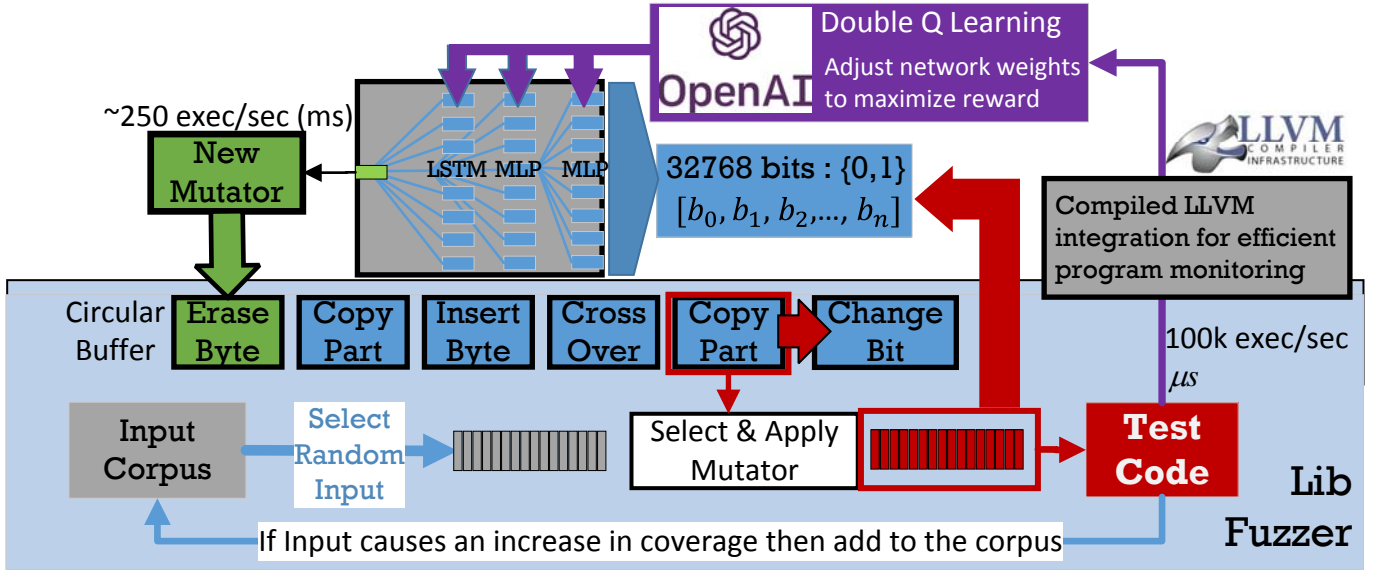 Double Q Learning
OpenAI
Adjust network weights
to maximize reward
~250 exec/sec (ms)
New
Mutator
LSTM MLP MLP
32768 bits : {0,1}
[b₀, b₁, b₂,..., bₙ]
LLVM
COMPILER
INFRASTRUCTURE
Compiled LLVM
integration for efficient
program monitoring
Circular
Buffer
Erase
Byte
Copy
Part
Insert
Byte
Cross
Over
Copy
Part
Change
Bit
100k exec/sec
μs
Input
Corpus
Select
Random
Input
Select & Apply
Mutator
Test
Code
Lib
Fuzzer
If Input causes an increase in coverage then add to the corpus